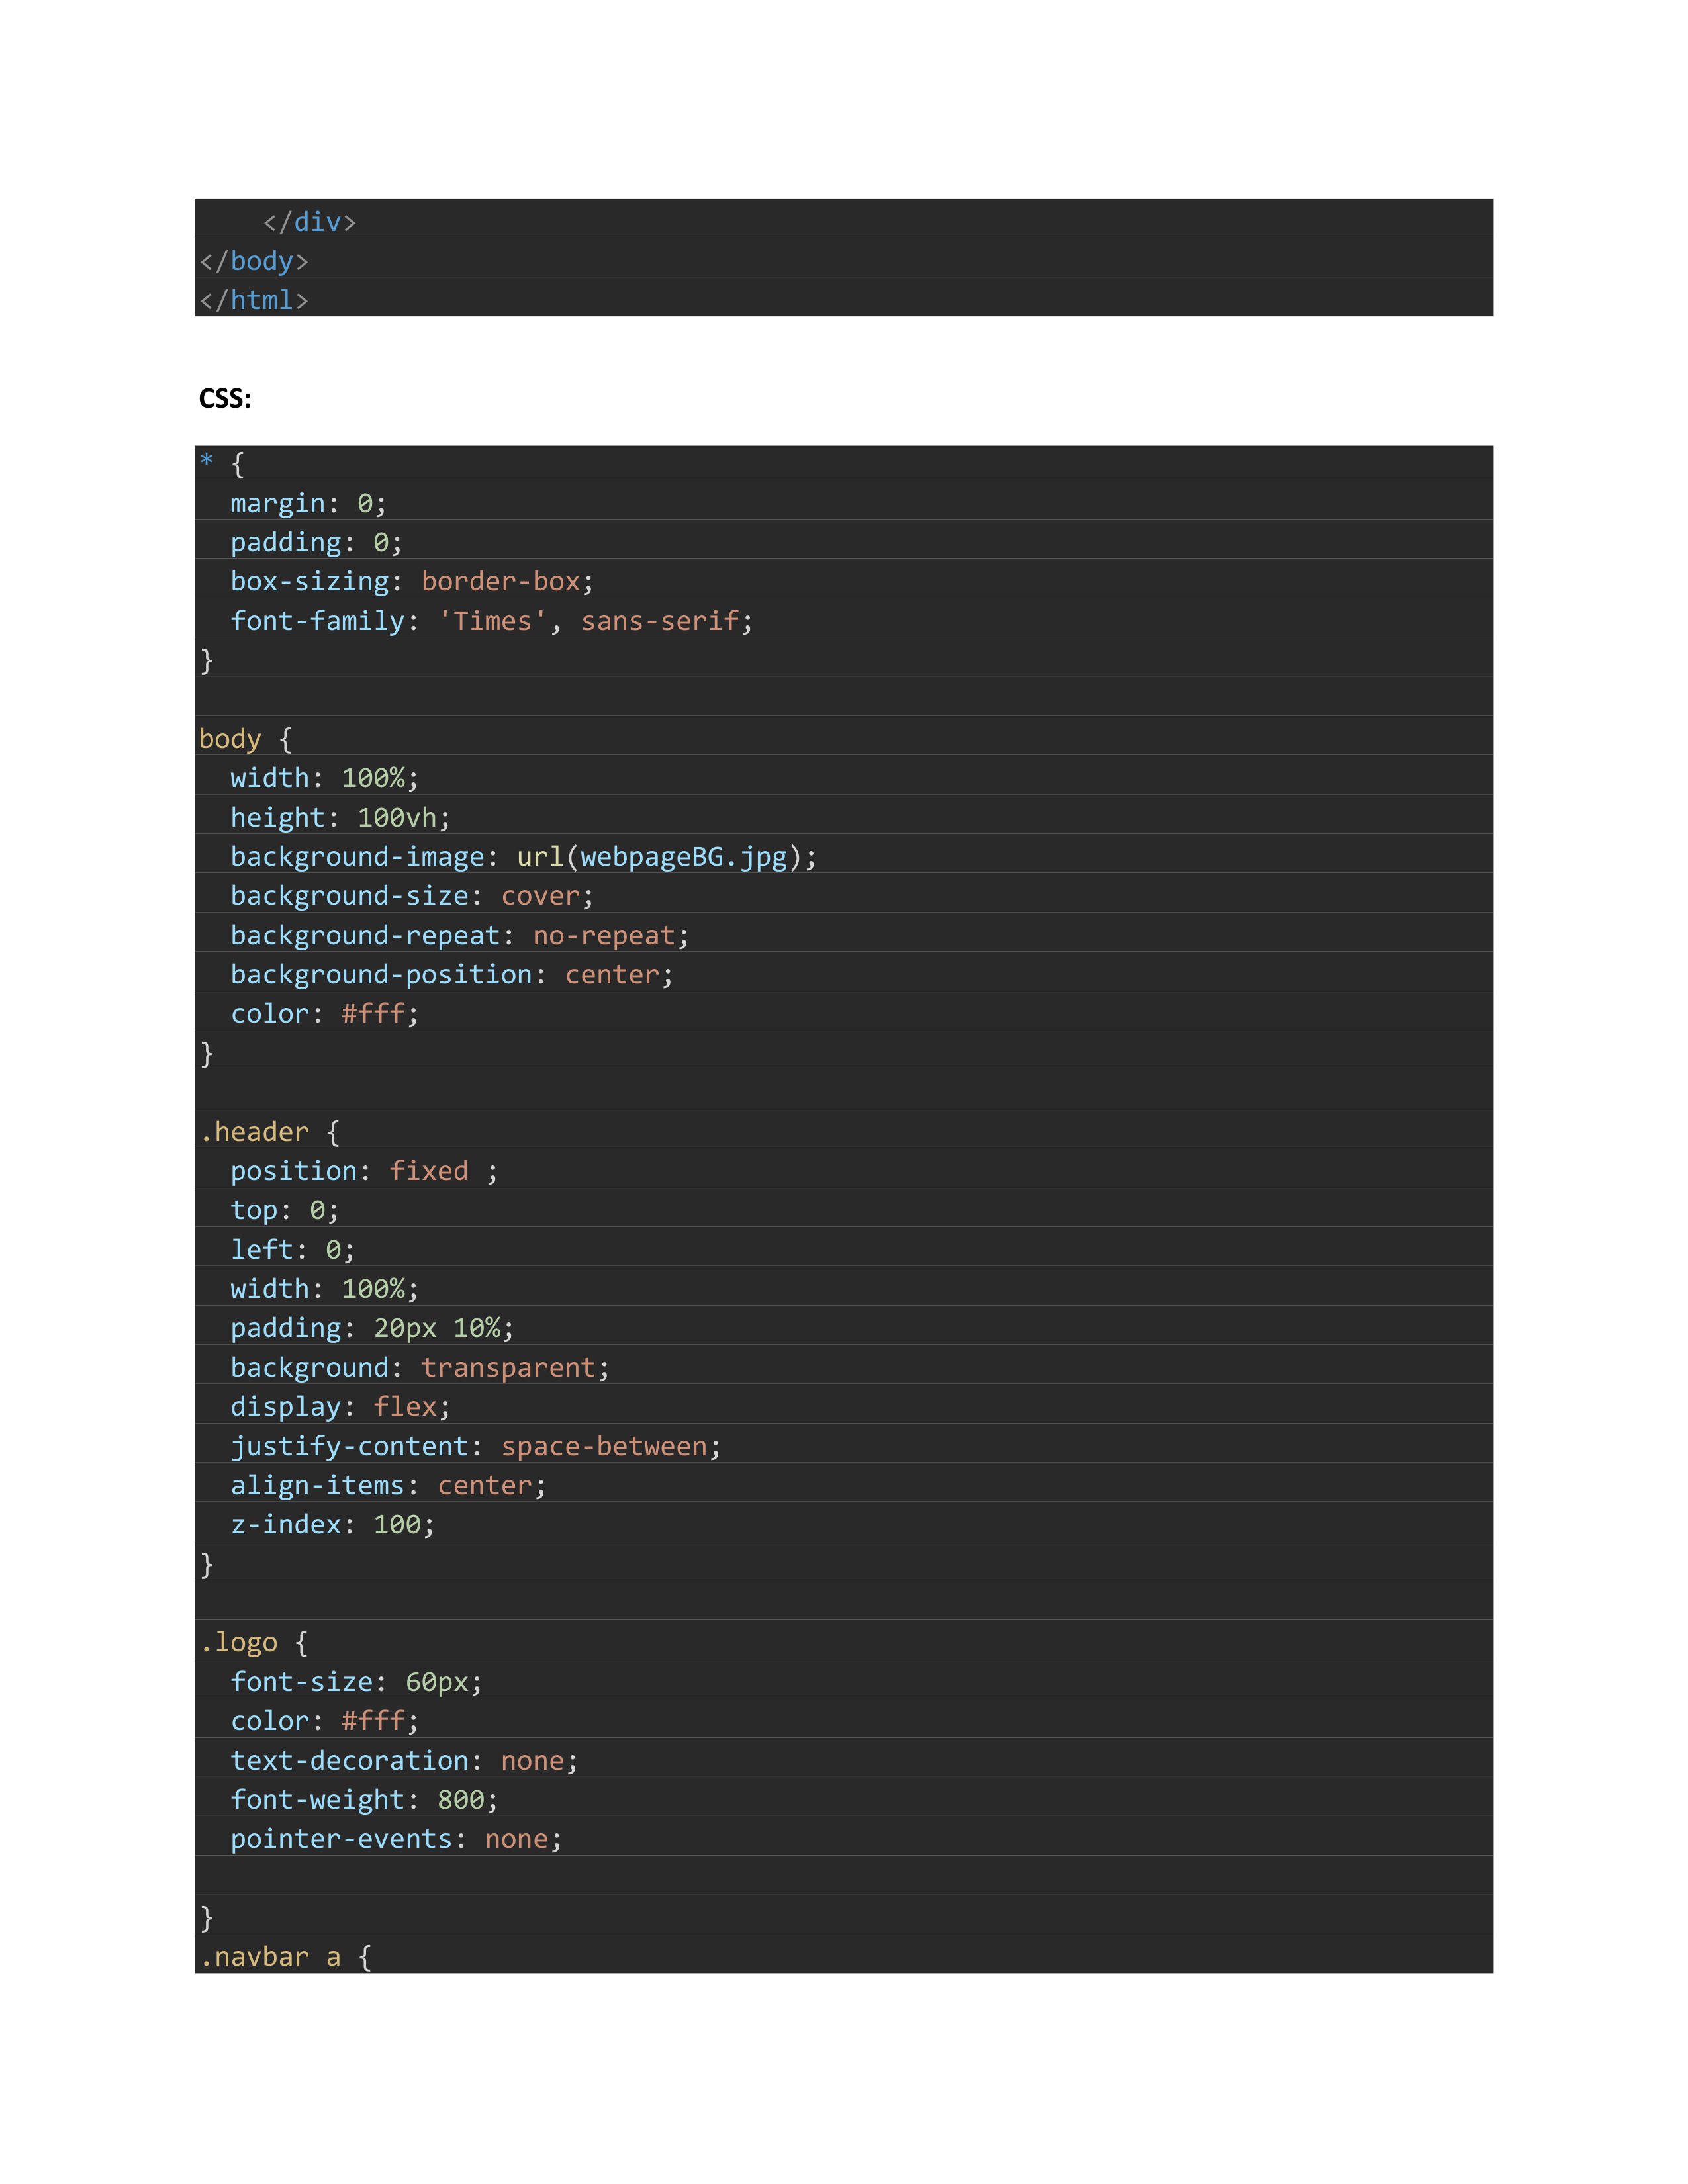 </div>
</body>
</html>
CSS:
* {
  margin: 0;
  padding: 0;
  box-sizing: border-box;
  font-family: 'Times', sans-serif;
}
body {
  width: 100%;
  height: 100vh;
  background-image: url(webpageBG.jpg);
  background-size: cover;
  background-repeat: no-repeat;
  background-position: center;
  color: #fff;
}
.header {
  position: fixed ;
  top: 0;
  left: 0;
  width: 100%;
  padding: 20px 10%;
  background: transparent;
  display: flex;
  justify-content: space-between;
  align-items: center;
  z-index: 100;
}
.logo {
  font-size: 60px;
  color: #fff;
  text-decoration: none;
  font-weight: 800;
  pointer-events: none;
}
.navbar a {